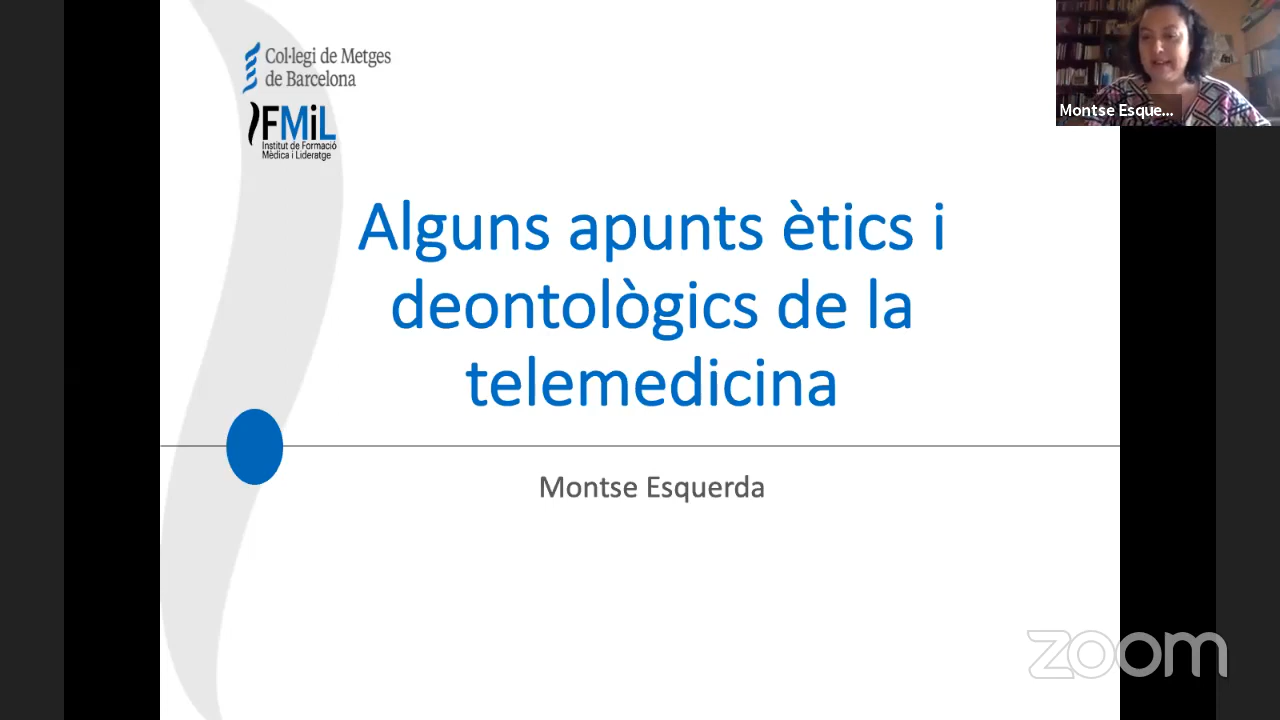 Col·legi de Metges
de Barcelona
IFMiL
Institut de Formació
Mèdica i Lideratge
Montse Esque...
Alguns apunts ètics i
deontològics de la
telemedicina
Montse Esquerda
zoom